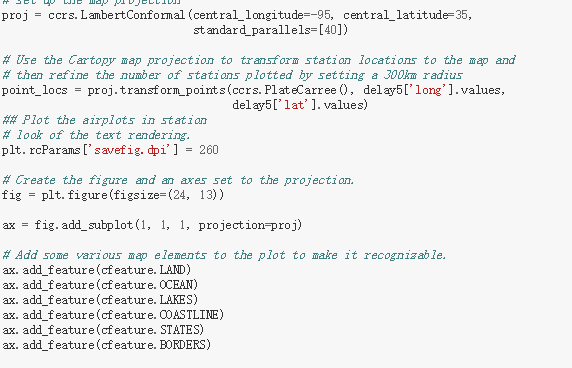 # set up the map projection
proj = ccrs.LambertConformal(central_longitude=-95, central_latitude=35,
standard_parallels=[40])
# Use the Cartopy map projection to transform station locations to the map and
# then refine the number of stations plotted by setting a 300km radius
point_locs = proj.transform_points(ccrs.PlateCarree(), delay5['long'].values,
delay5['lat'].values)
## Plot the airplots in station
# look of the text rendering.
plt.rcParams['savefig.dpi'] = 260
# Create the figure and an axes set to the projection.
fig = plt.figure(figsize=(24, 13))
ax = fig.add_subplot(1, 1, 1, projection=proj)
# Add some various map elements to the plot to make it recognizable.
ax.add_feature(cfeature.LAND)
ax.add_feature(cfeature.OCEAN)
ax.add_feature(cfeature.LAKES)
ax.add_feature(cfeature.COASTLINE)
ax.add_feature(cfeature.STATES)
ax.add_feature(cfeature.BORDERS)